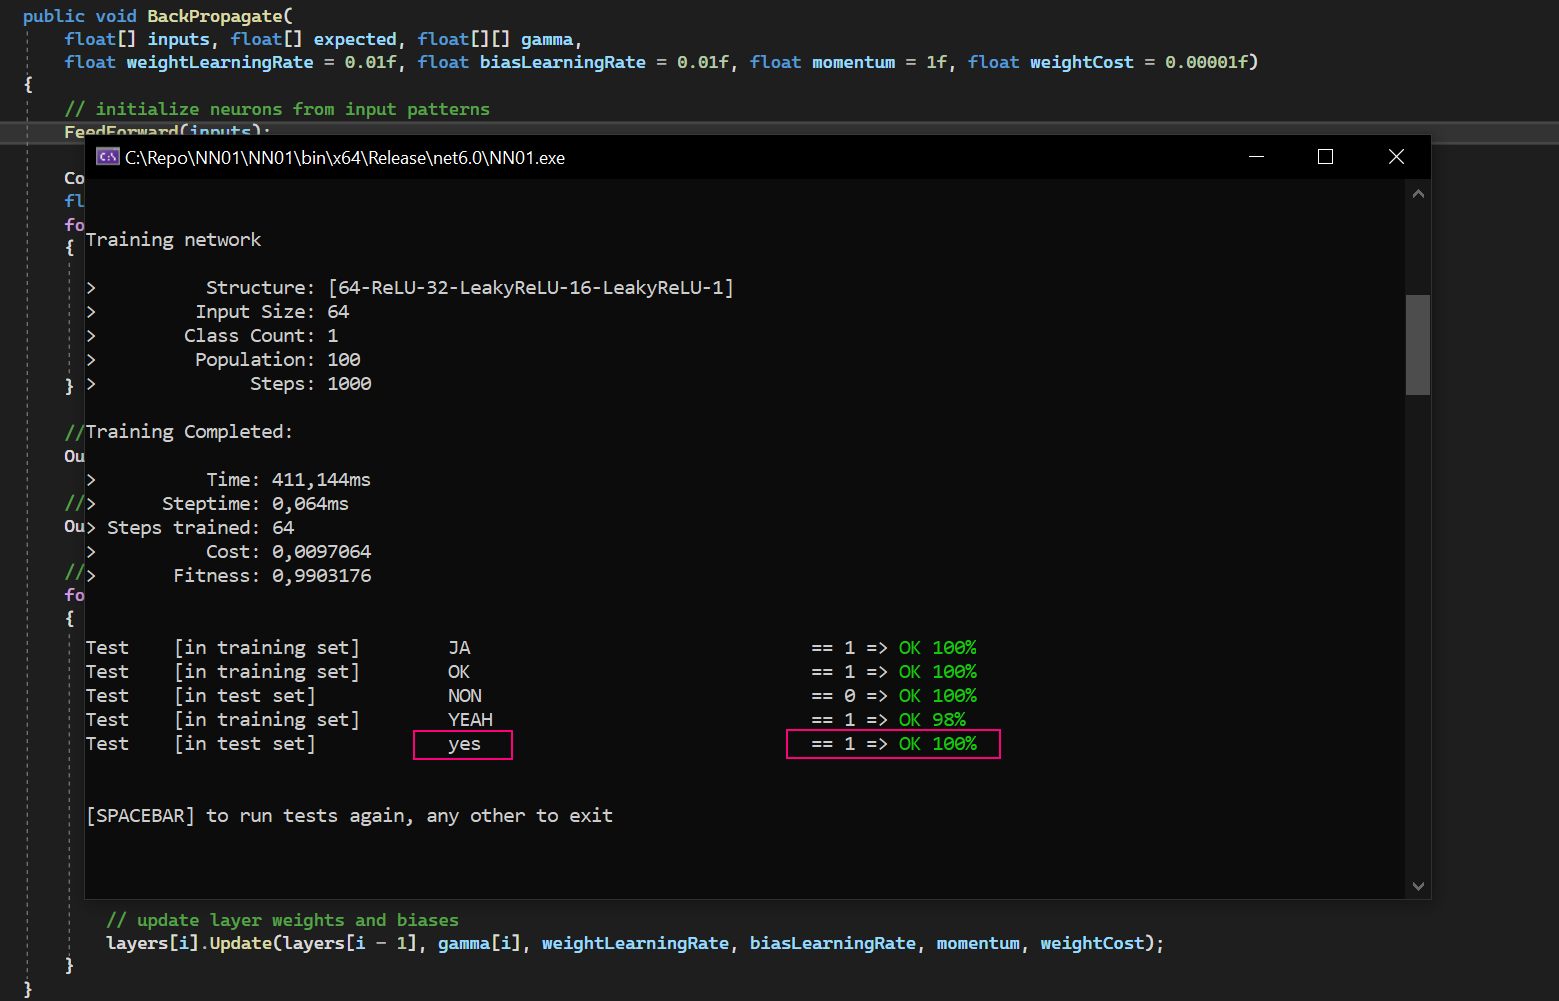 public void BackPropagate(
float[] inputs, float[] expected, float[][] gamma,
float weightLearningRate = 0.01f, float biasLearningRate = 0.01f, float momentum = 1f, float weightCost = 0.00001f)
{
// initialize neurons from input patterns
FeedForward(inputs);
C:\Repo\NN01\NN01\bin\x64\Release\net6.0\NN01.exe
Co
fl
fo
{ Training network
> Structure: [64-ReLU-32-LeakyReLU-16-LeakyReLU-1]
> Input Size: 64
> Class Count: 1
> Population: 100
} > Steps: 1000
// Training Completed:
Ou
> Time: 411,144ms
// > Steptime: 0,064ms
Ou > Steps trained: 64
> Cost: 0,0097064
// > Fitness: 0,9903176
fo
{
Test [in training set] JA == 1 => OK 100%
Test [in training set] OK == 1 => OK 100%
Test [in test set] NON == 0 => OK 100%
Test [in training set] YEAH == 1 => OK 98%
Test [in test set] yes == 1 => OK 100%
[SPACEBAR] to run tests again, any other to exit
// update layer weights and biases
layers[i].Update(layers[i - 1], gamma[i], weightLearningRate, biasLearningRate, momentum, weightCost);
}
}